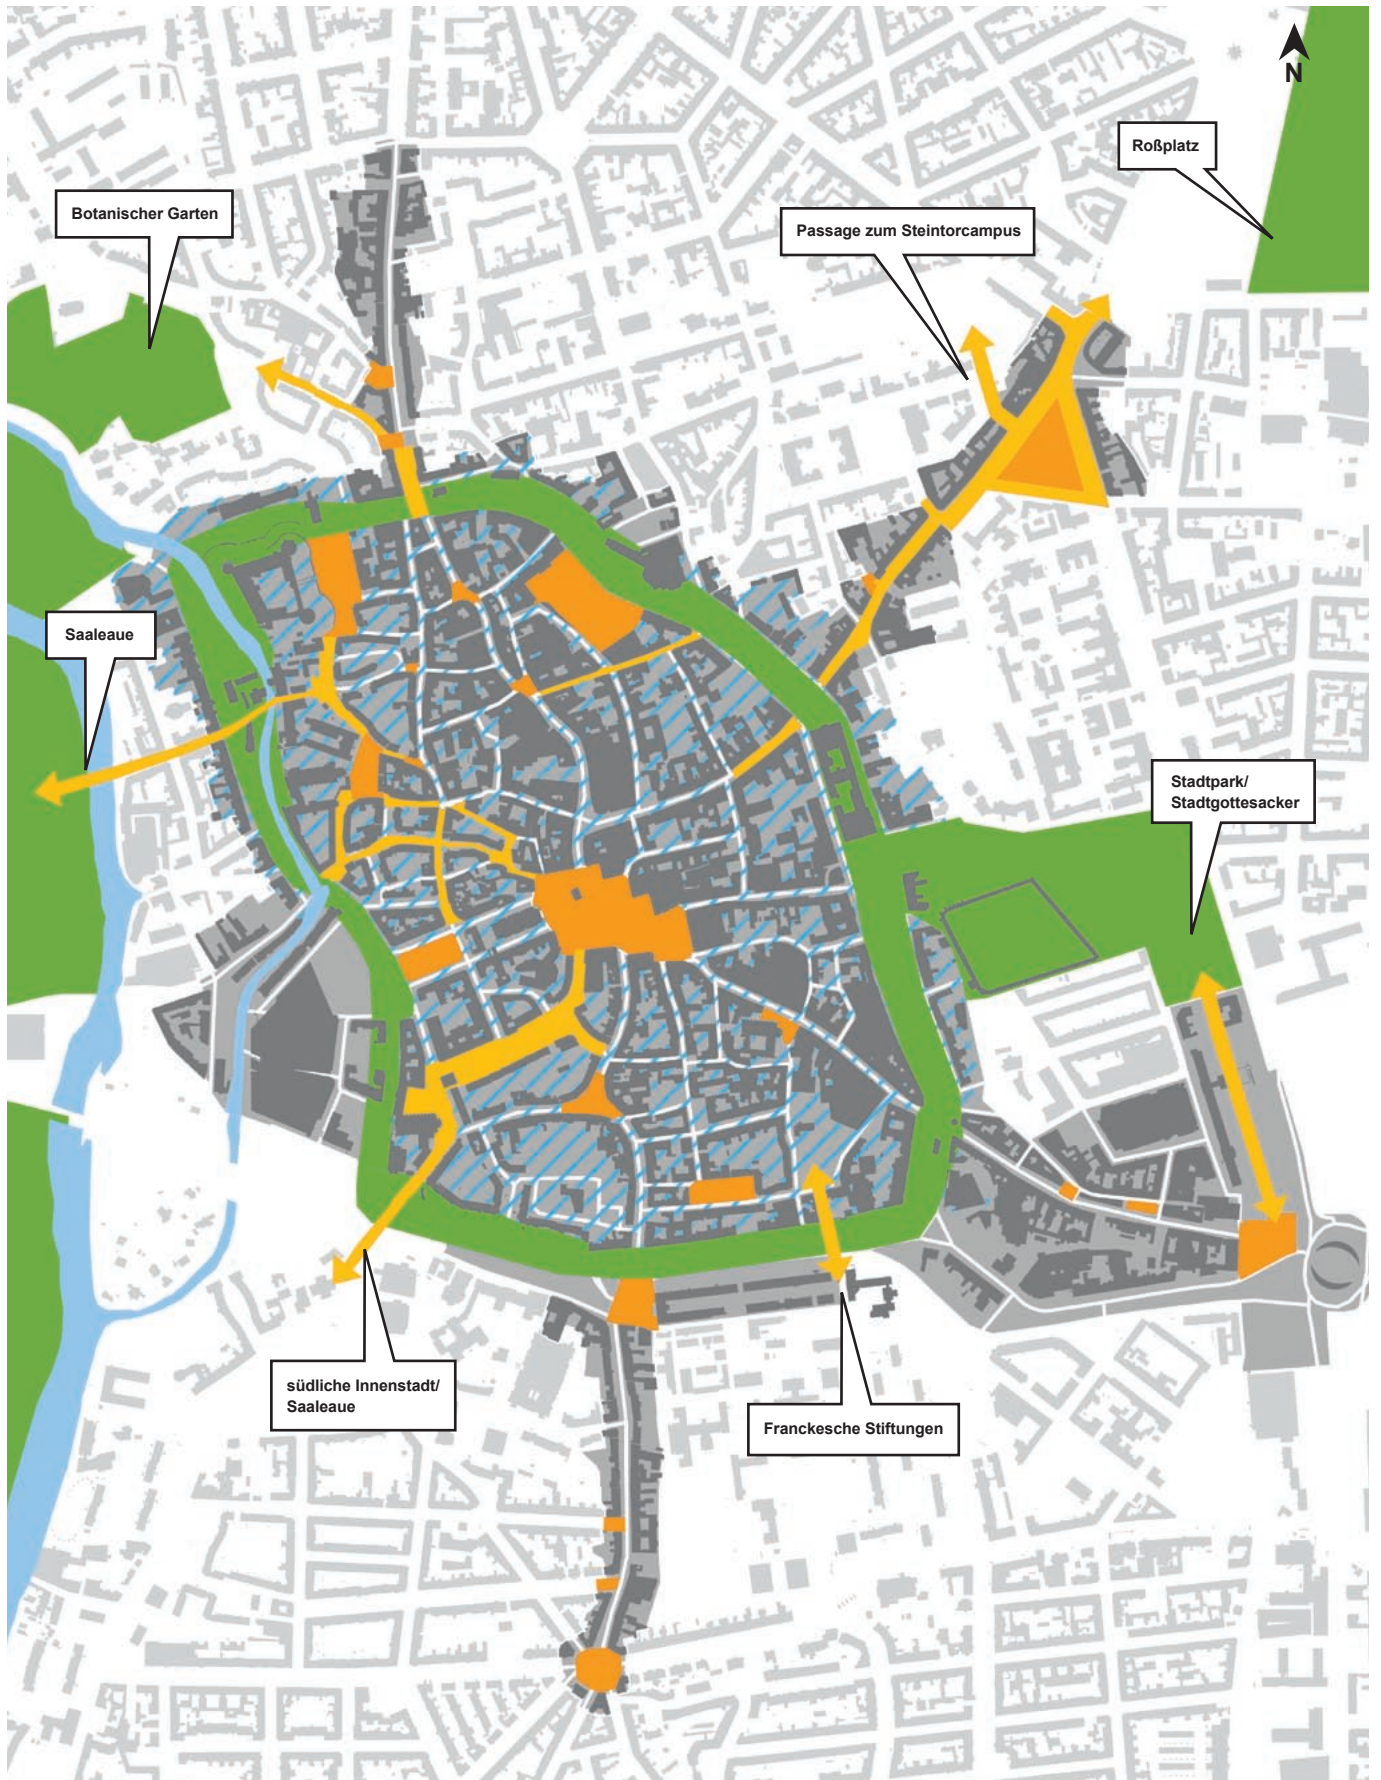 N
Roßplatz
Botanischer Garten
Passage zum Steintorcampus
Saaleaue
Stadtpark/
Stadtgottesacker
südliche Innenstadt/
Saaleaue
Franckesche Stiftungen